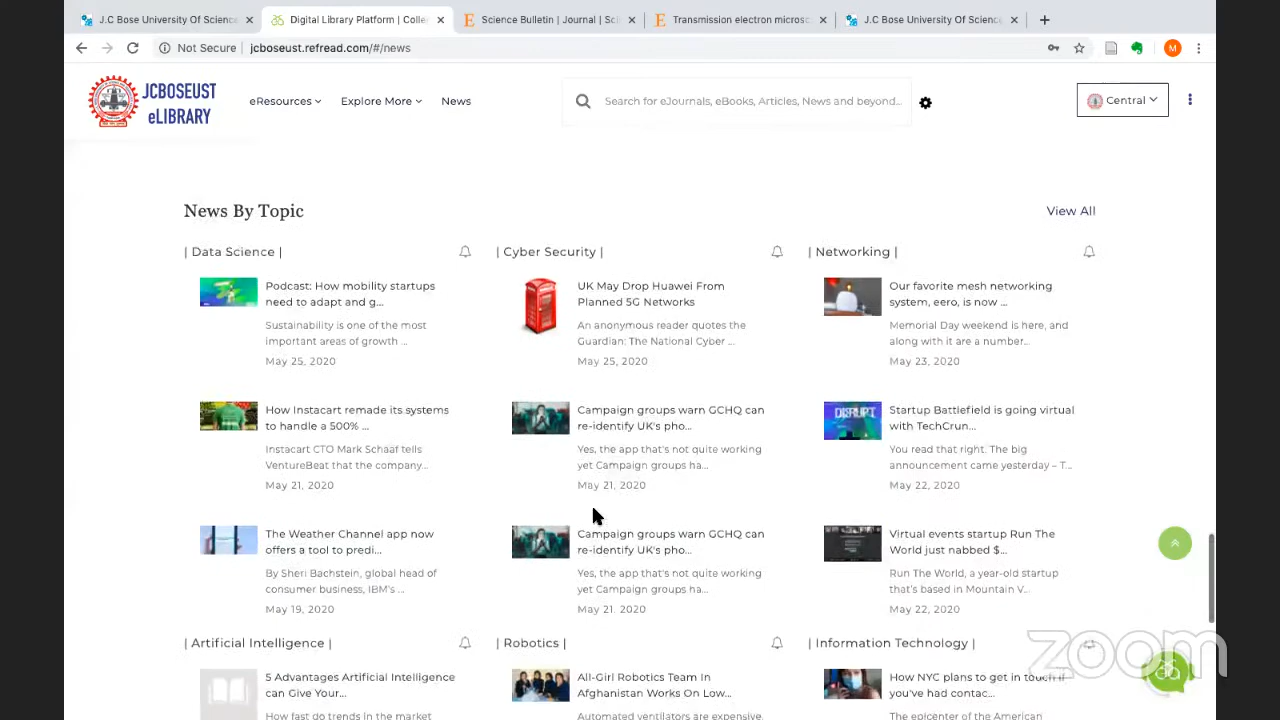 J.C Bose University Of Science
Digital Library Platform | Colle
Science Bulletin | Journal | Sci
Transmission electron microsc
J.C Bose University Of Science
Not Secure
jcboseust.refread.com/#/news
M
JCBOSEUST
eLIBRARY
eResources
Explore More
News
Search for eJournals, eBooks, Articles, News and beyond...
Central
News By Topic
View All
| Data Science |
Podcast: How mobility startups
need to adapt and g...
Sustainability is one of the most
important areas of growth ...
May 25, 2020
How Instacart remade its systems
to handle a 500% ...
Instacart CTO Mark Schaaf tells
VentureBeat that the company...
May 21, 2020
The Weather Channel app now
offers a tool to predi...
By Sheri Bachstein, global head of
consumer business, IBM's ...
May 19, 2020
| Cyber Security |
UK May Drop Huawei From
Planned 5G Networks
An anonymous reader quotes the
Guardian: The National Cyber ...
May 25, 2020
Campaign groups warn GCHQ can
re-identify UK's pho...
Yes, the app that's not quite working
yet Campaign groups ha...
May 21, 2020
Campaign groups warn GCHQ can
re-identify UK's pho...
Yes, the app that's not quite working
yet Campaign groups ha...
May 21, 2020
| Networking |
Our favorite mesh networking
system, eero, is now ...
Memorial Day weekend is here, and
along with it are a number...
May 23, 2020
DISRUPT
Startup Battlefield is going virtual
with TechCrun...
You read that right. The big
announcement came yesterday – T...
May 22, 2020
Virtual events startup Run The
World just nabbed $...
Run The World, a year-old startup
that's based in Mountain V...
May 22, 2020
| Artificial Intelligence |
5 Advantages Artificial Intelligence
can Give Your...
How fast do trends in the market
| Robotics |
All-Girl Robotics Team In
Afghanistan Works On Low...
Automated ventilators are expensive,
| Information Technology |
How NYC plans to get in touch if
you've had contac...
The epicenter of the American
zoom